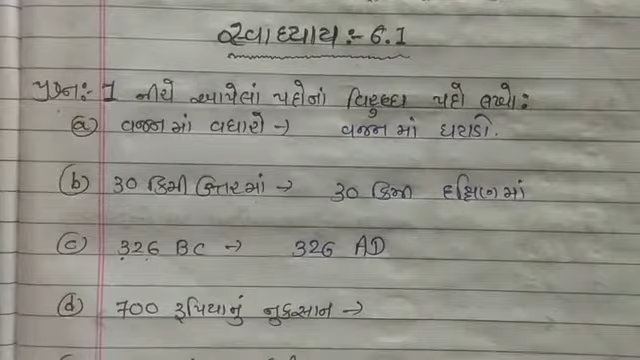 સ્વાધ્યાય:- 6.1
પ્રશ્ન:- 1 નીચે આપેલાં પદોનાં વિરુદ્ધ પદો લખો:
(a) વજનમાં વધારો → વજનમાં ઘટાડો.
(b) 30 કિમી ઉત્તરમાં → 30 કિમી દક્ષિણમાં
(c) 326 BC → 326 AD
(d) 700 રૂપિયાનું નુકસાન →